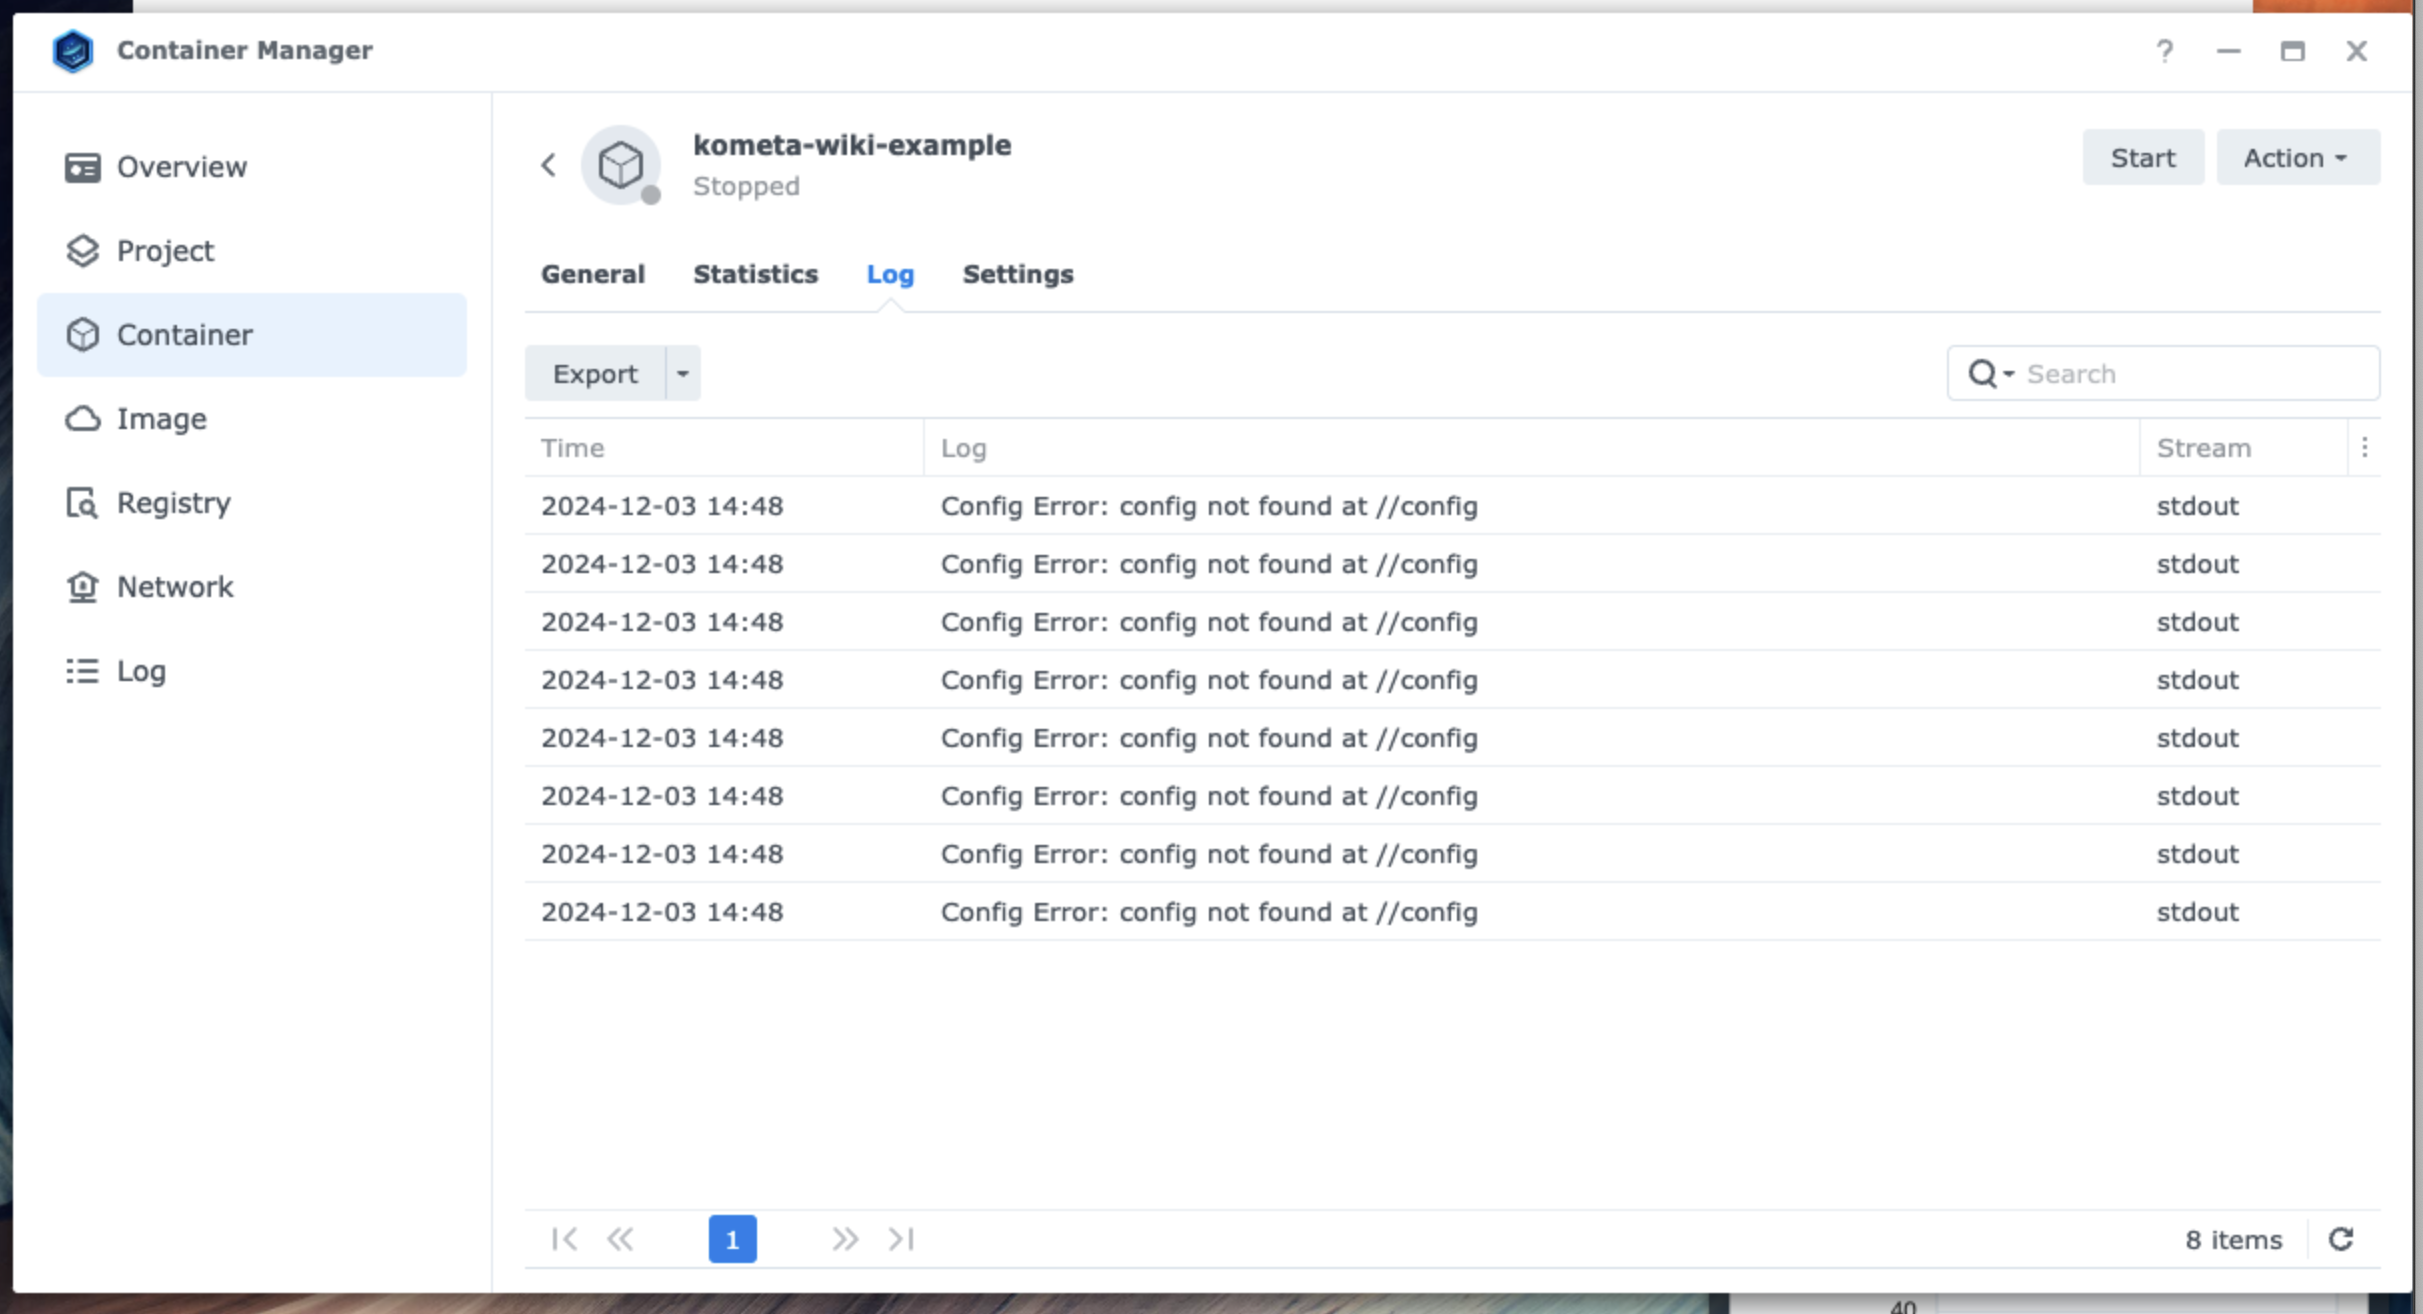 Container Manager
?
Overview
Project
Container
Image
Registry
Network
Log
kometa-wiki-example
Stopped
Start
Action
General Statistics Log Settings
Export
Search
Time Log Stream
2024-12-03 14:48 Config Error: config not found at //config stdout
2024-12-03 14:48 Config Error: config not found at //config stdout
2024-12-03 14:48 Config Error: config not found at //config stdout
2024-12-03 14:48 Config Error: config not found at //config stdout
2024-12-03 14:48 Config Error: config not found at //config stdout
2024-12-03 14:48 Config Error: config not found at //config stdout
2024-12-03 14:48 Config Error: config not found at //config stdout
2024-12-03 14:48 Config Error: config not found at //config stdout
1
8 items
40